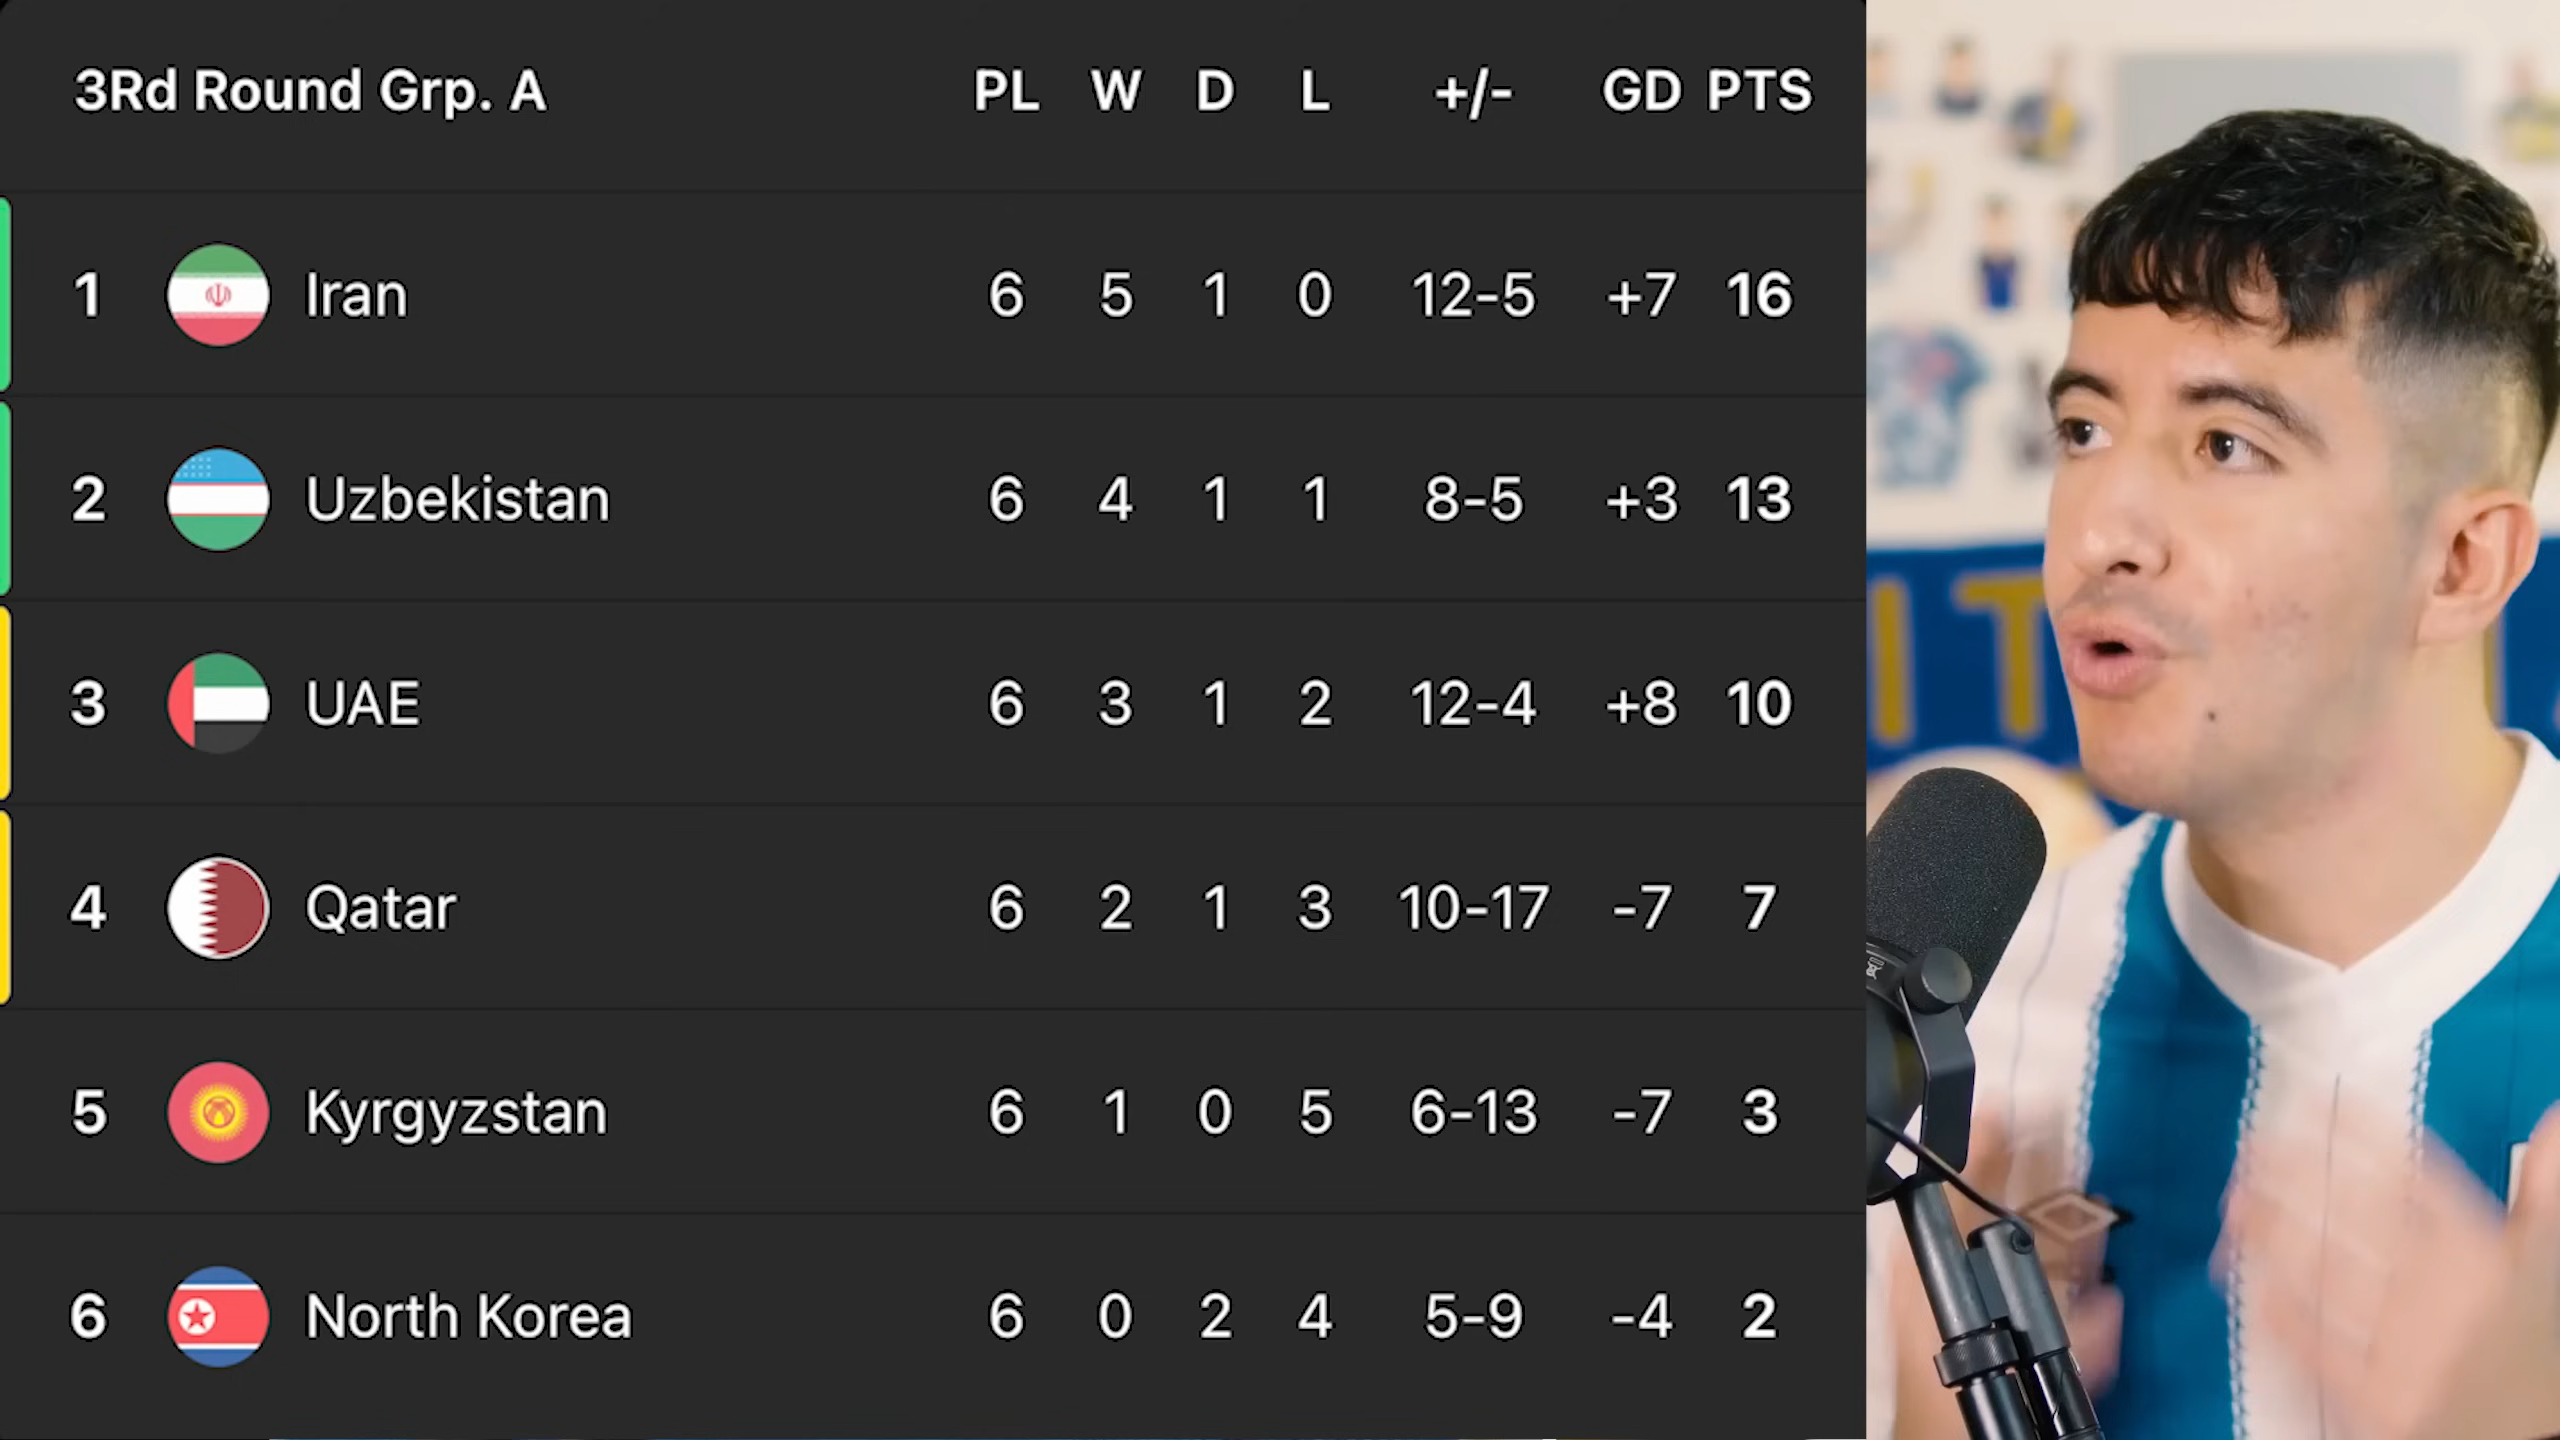 3Rd Round Grp. A PL W D L +/- GD PTS
1 Iran 6 5 1 0 12-5 +7 16
2 Uzbekistan 6 4 1 1 8-5 +3 13
3 UAE 6 3 1 2 12-4 +8 10
4 Qatar 6 2 1 3 10-17 -7 7
5 Kyrgyzstan 6 1 0 5 6-13 -7 3
6 North Korea 6 0 2 4 5-9 -4 2
IT